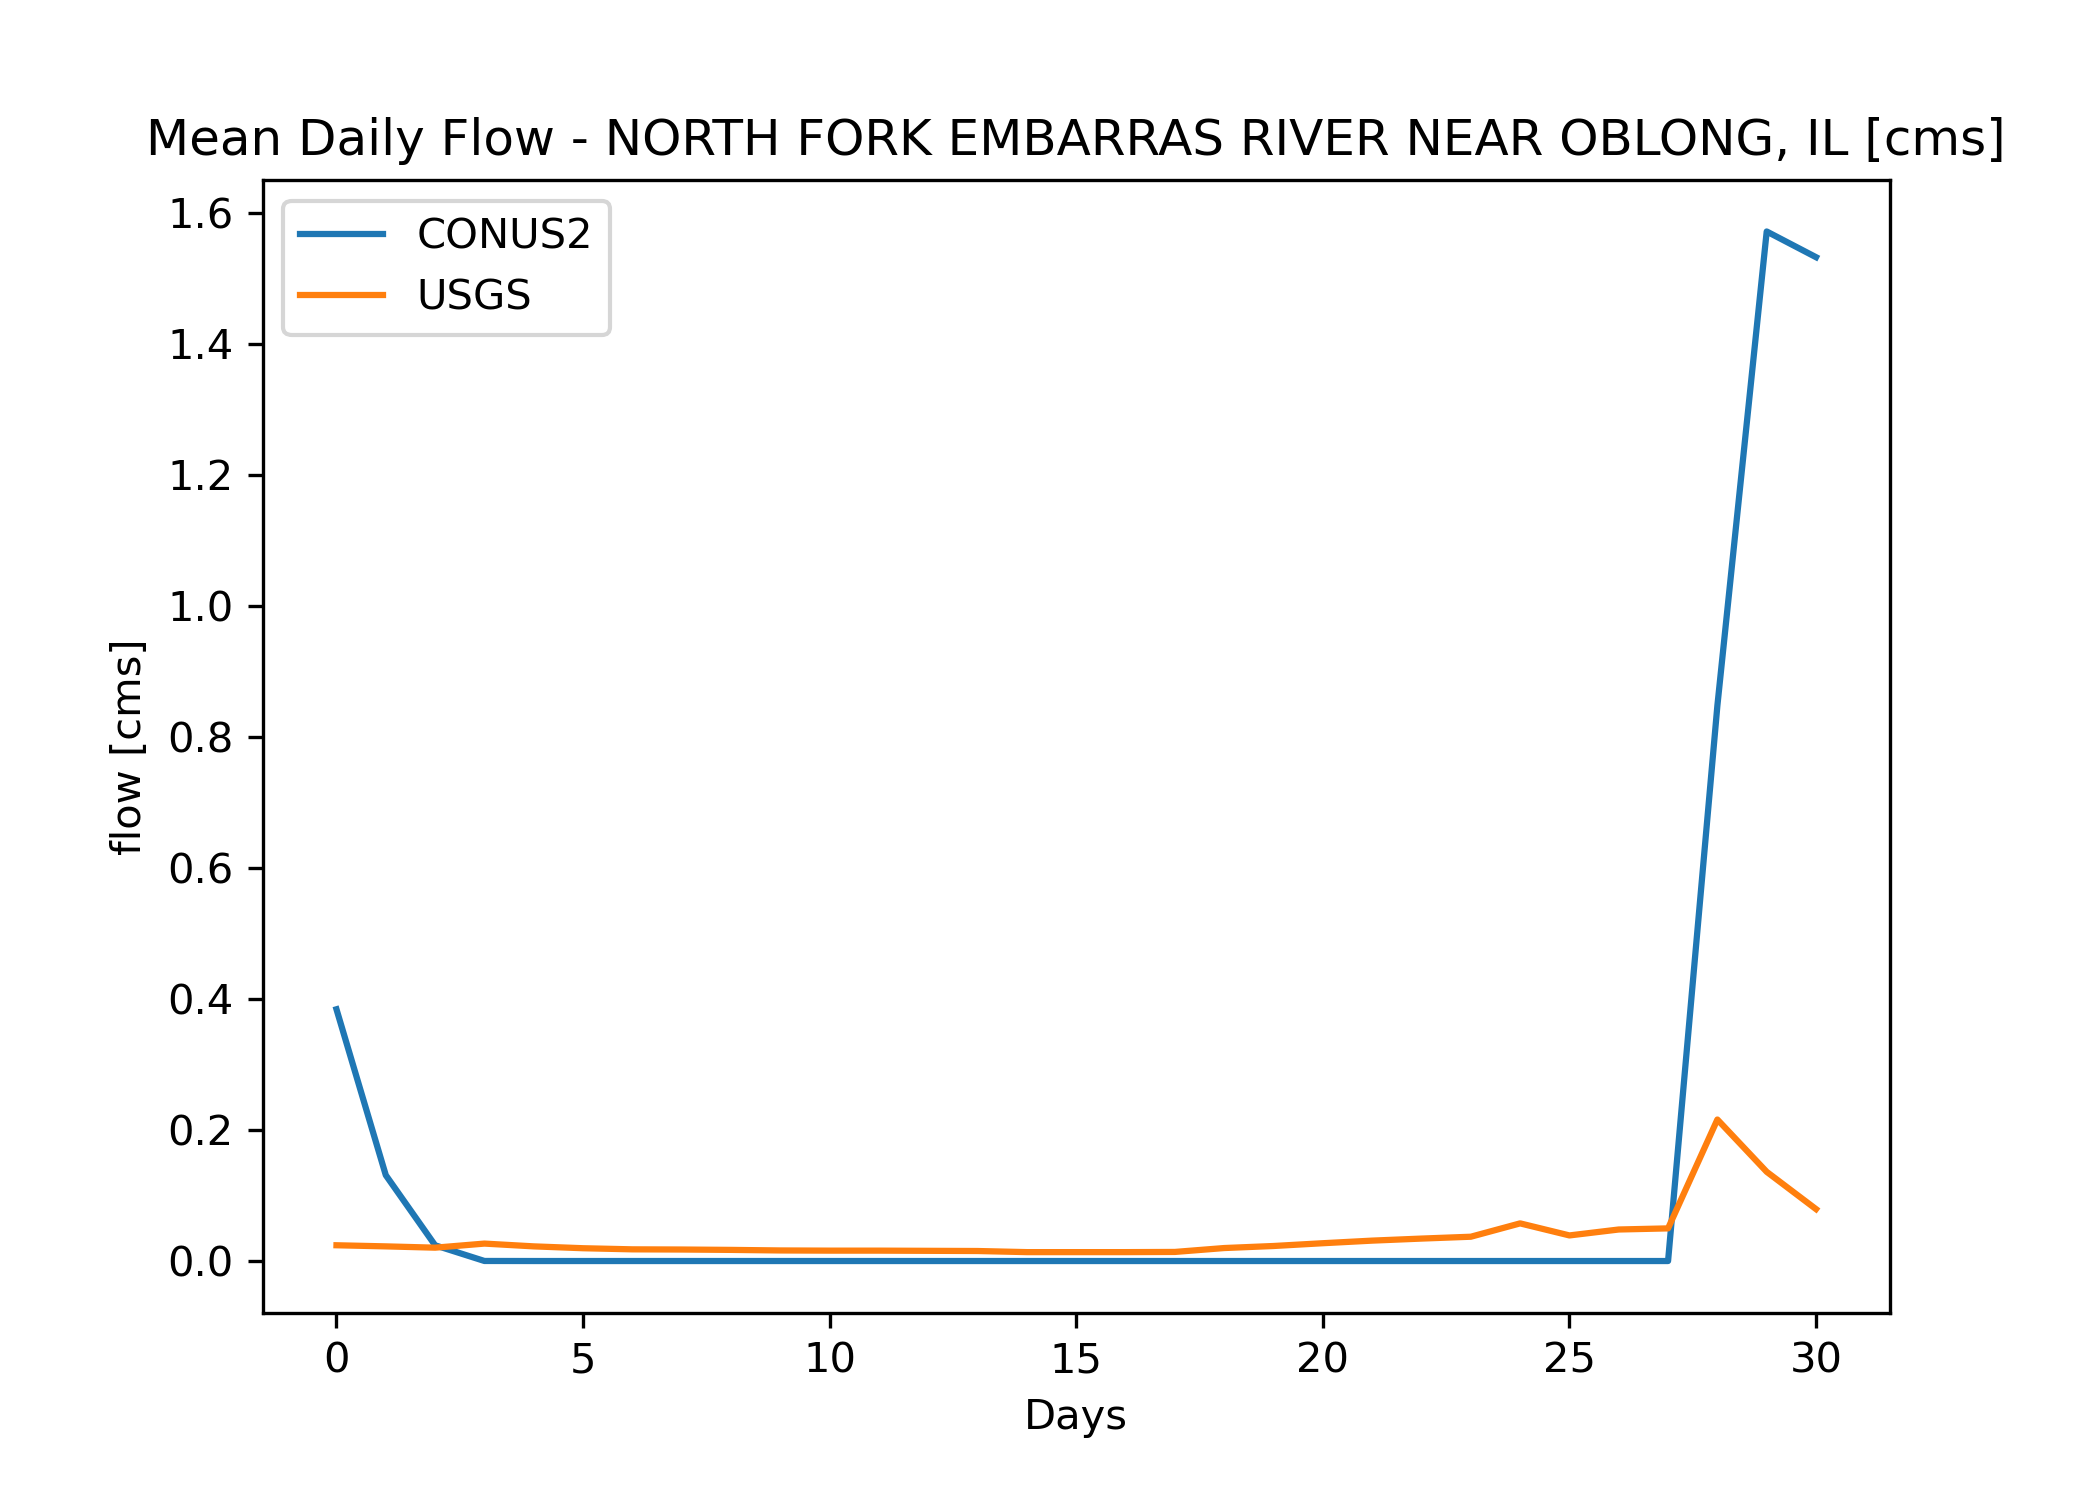 Mean Daily Flow - NORTH FORK EMBARRAS RIVER NEAR OBLONG, IL [cms]
CONUS2
USGS
1.6
1.4
1.2
1.0
0.8
0.6
0.4
0.2
0.0
flow [cms]
0 5 10 15 20 25 30
Days